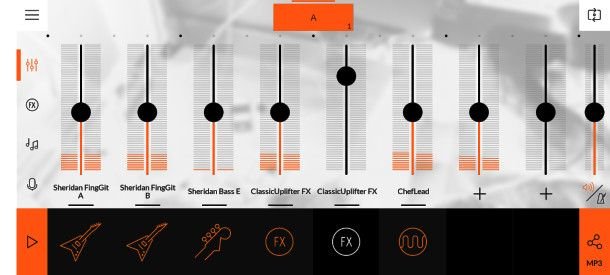 A
1
FX
Sheridan FingGit
A
Sheridan FingGit
B
Sheridan Bass E
ClassicUplifter FX
ClassicUplifter FX
ChefLead
+
+
FX
FX
MP3